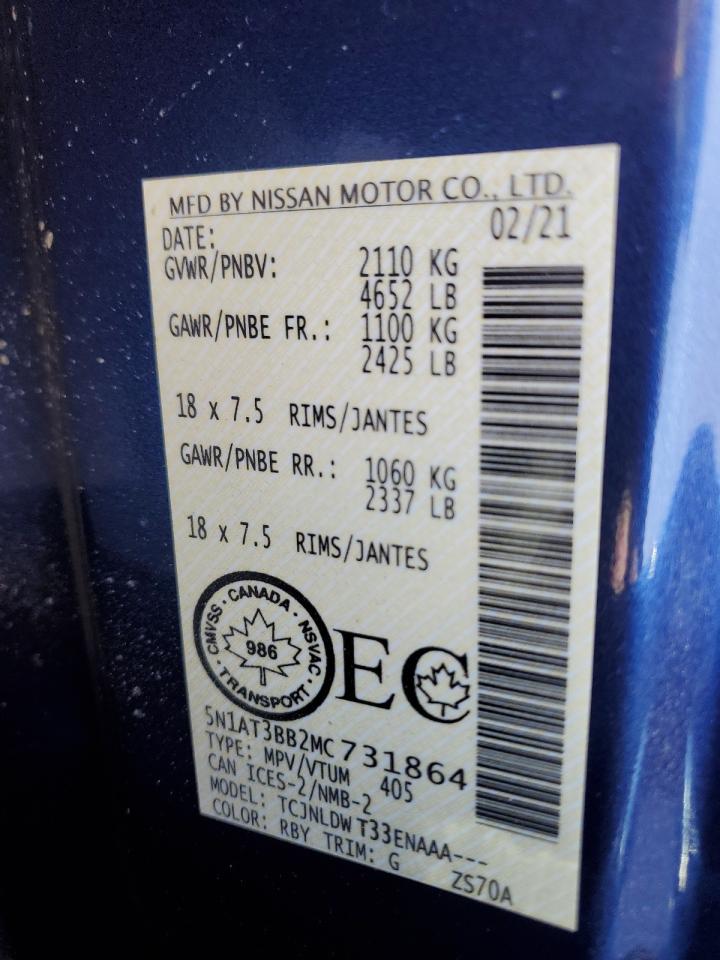 MFD BY NISSAN MOTOR CO., LTD.
DATE: 02/21
GVWR/PNBV: 2110 KG
4652 LB
GAWR/PNBE FR.: 1100 KG
2425 LB
18 x 7.5 RIMS/JANTES
GAWR/PNBE RR.: 1060 KG
2337 LB
18 x 7.5 RIMS/JANTES
CMVSS · CANADA · NSVAC · TRANSPORT ·
986
EC
5N1AT3BB2MC731864
TYPE: MPV/VTUM 405
CAN ICES-2/NMB-2
MODEL: TCJNLDWT33ENAAA---
COLOR: RBY TRIM: G ZS70A